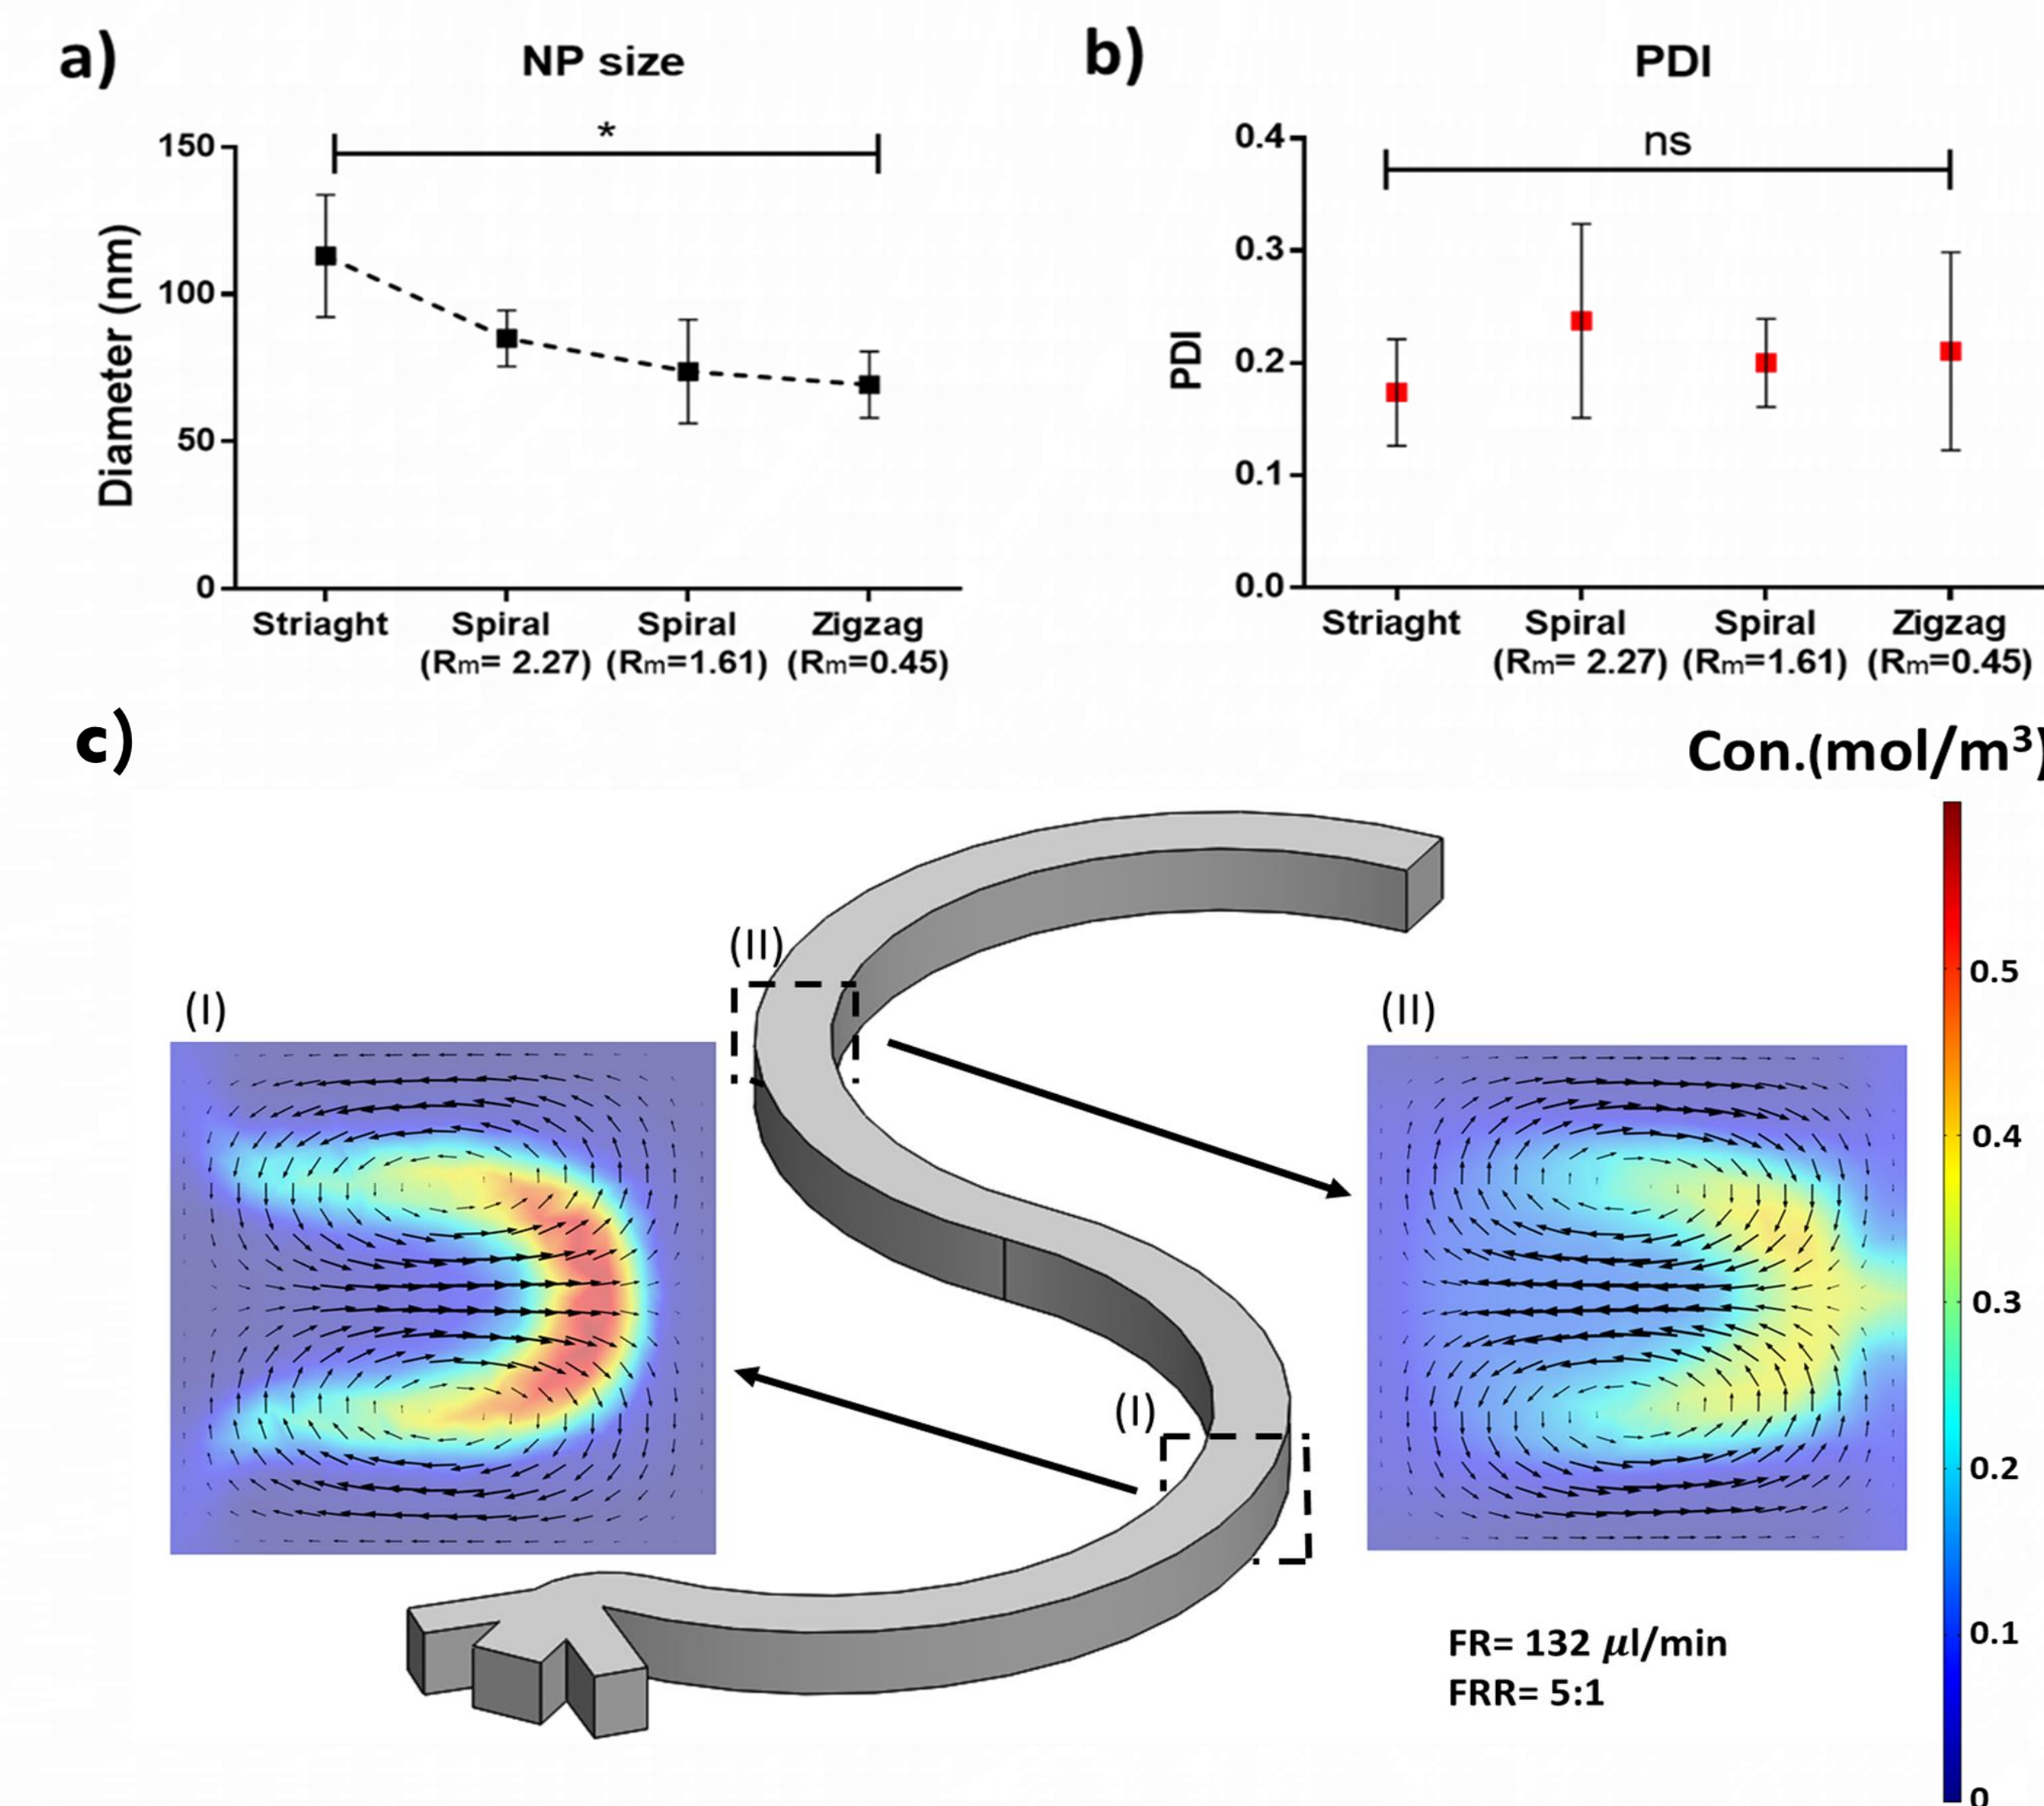 a)
NP size
*
150
100
50
0
Diameter (nm)
Striaght
Spiral
(Rm= 2.27)
Spiral
(Rm=1.61)
Zigzag
(Rm=0.45)
b)
PDI
ns
0.4
0.3
0.2
0.1
0.0
PDI
Striaght
Spiral
(Rm= 2.27)
Spiral
(Rm=1.61)
Zigzag
(Rm=0.45)
c)
Con.(mol/m³)
(II)
(I)
(II)
(I)
0.5
0.4
0.3
0.2
0.1
0
FR= 132 µl/min
FRR= 5:1